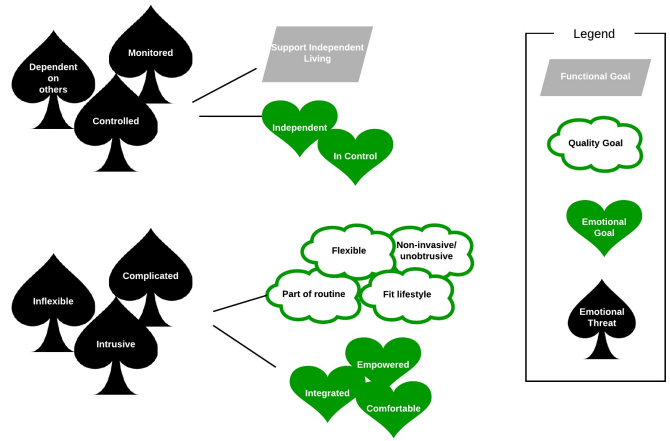 Monitored
Dependent
on
others
Controlled
Support Independent
Living
Independent
In Control
Complicated
Inflexible
Intrusive
Flexible
Non-invasive/
unobtrusive
Part of routine
Fit lifestyle
Empowered
Integrated
Comfortable
Legend
Functional Goal
Quality Goal
Emotional
Goal
Emotional
Threat